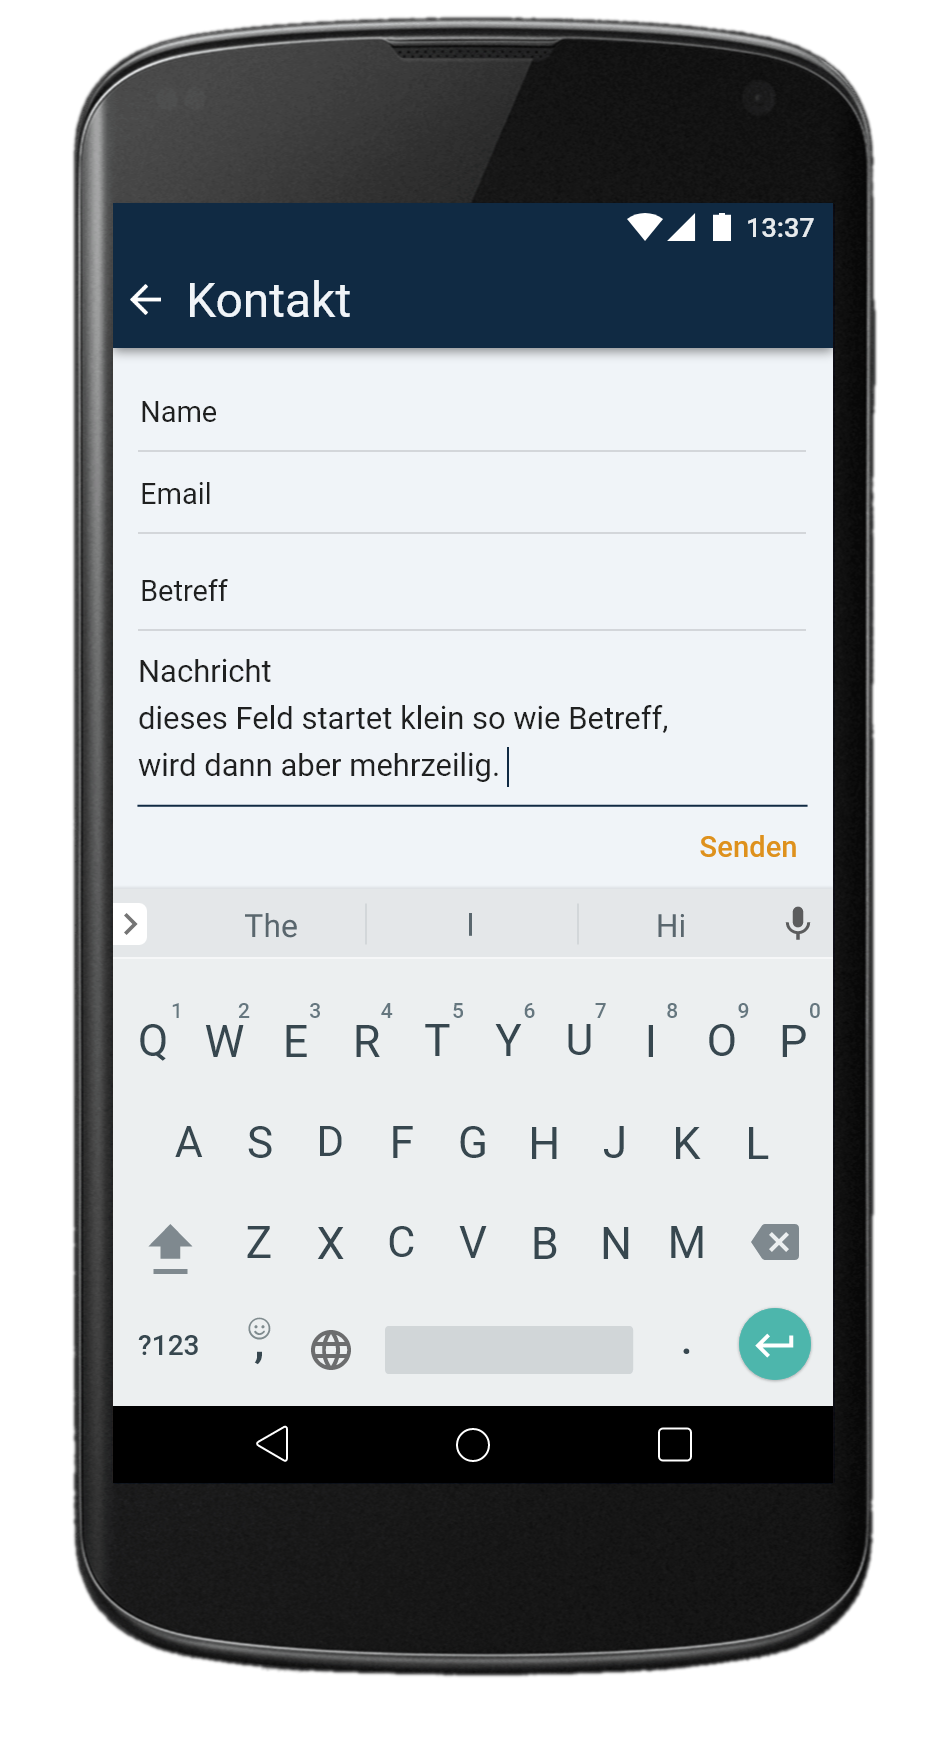 13:37
Kontakt
Name
Email
Betreff
Nachricht
dieses Feld startet klein so wie Betreff,
wird dann aber mehrzeilig.
Senden
The I Hi
1 2 3 4 5 6 7 8 9 0
Q W E R T Y U I O P
A S D F G H J K L
Z X C V B N M
?123 , .